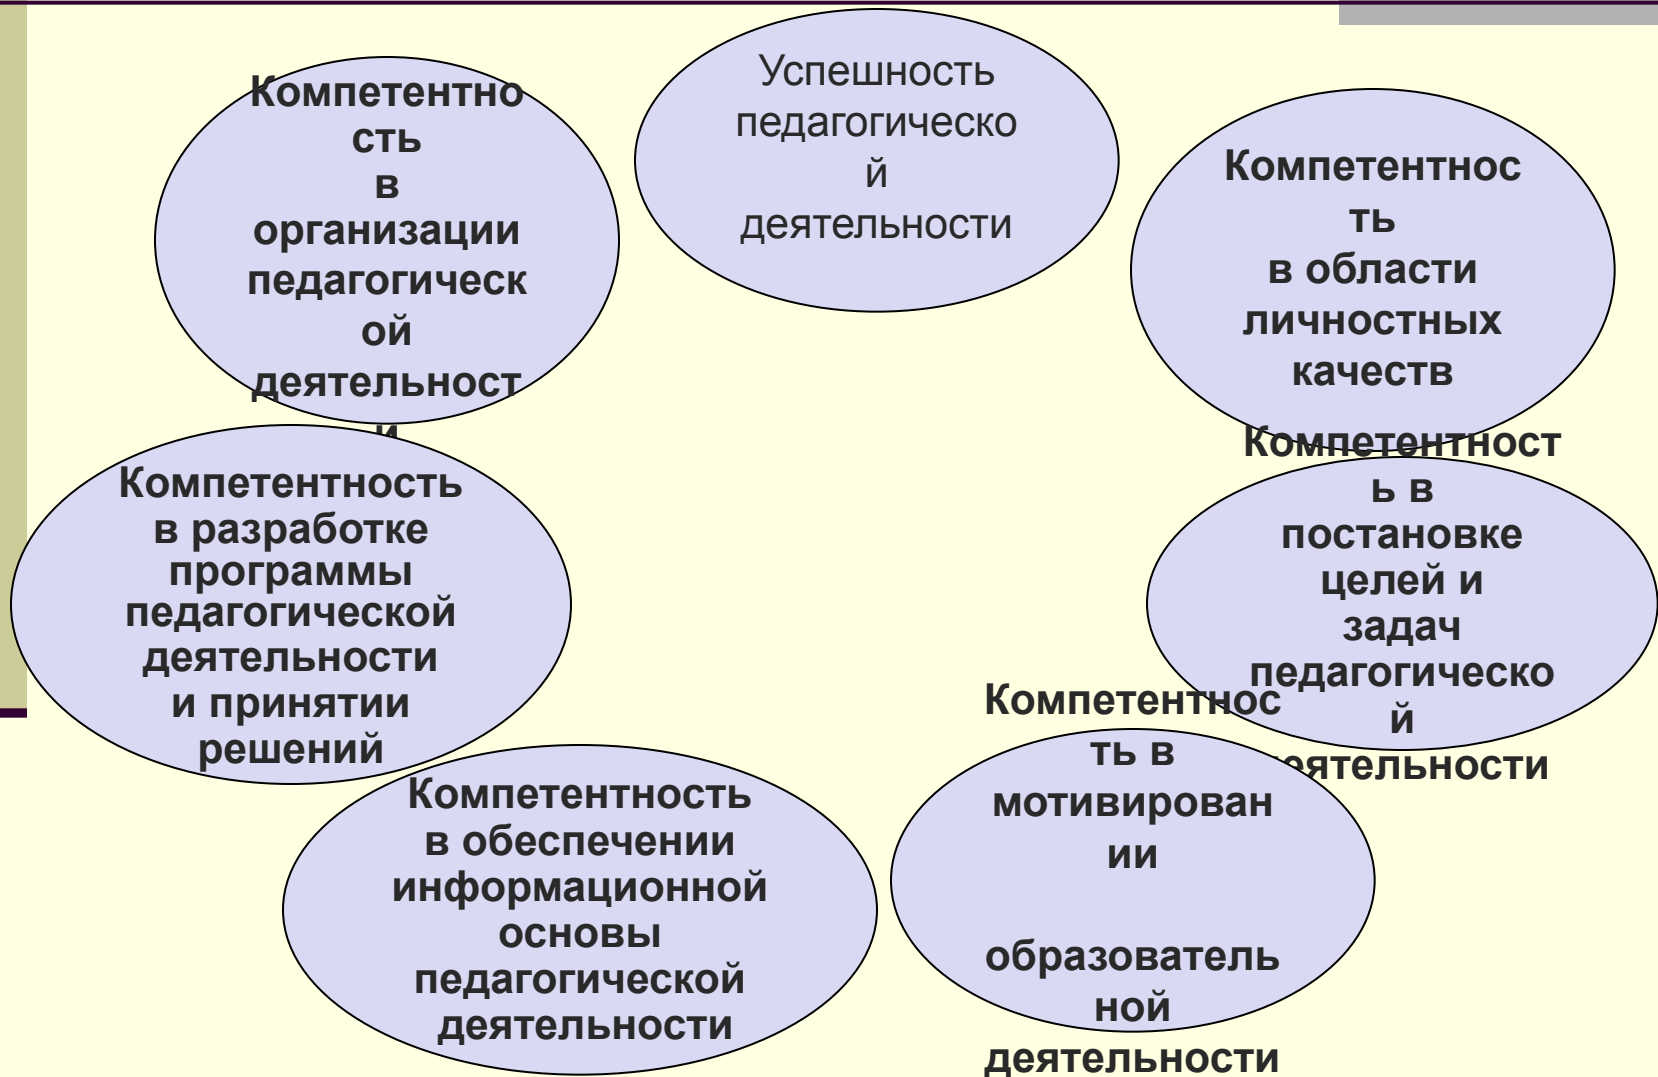 Успешность
педагогическо
й
деятельности
Компетентнос
ть
в области
личностных
качеств
Компетентност
ь в
постановке
целей и
задач
педагогическо
й
еятельности
Компетентнос
ть в
мотивирован
ии
образователь
ной
деятельности
Компетентность
в обеспечении
информационной
основы
педагогической
деятельности
Компетентность
в разработке
программы
педагогической
деятельности
и принятии
решений
Компетентно
сть
в
организации
педагогическ
ой
деятельност
и